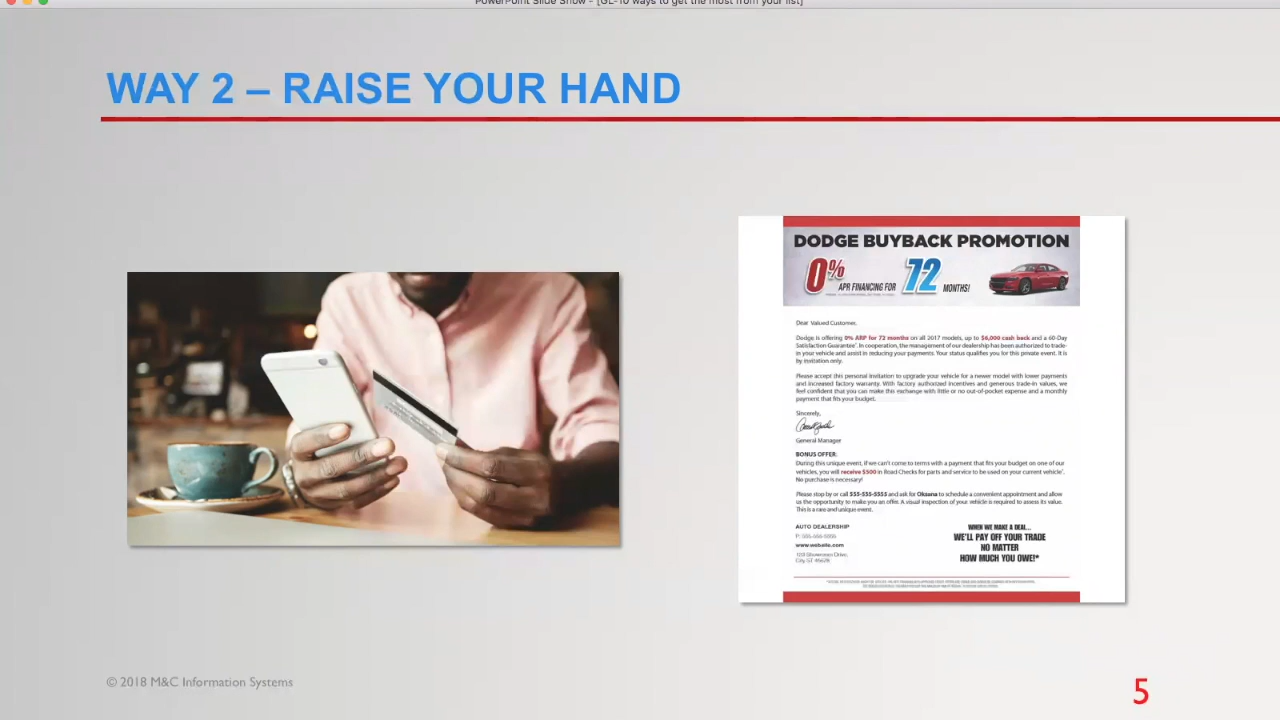 PowerPoint Slide Show - [GL-10 ways to get the most from your list]
WAY 2 – RAISE YOUR HAND
DODGE BUYBACK PROMOTION
0% APR FINANCING FOR 72 MONTHS!
Dear Valued Customer,
Dodge is offering 0% ARP for 72 months on all 2017 models, up to $6,000 cash back and a 60-Day
Satisfaction Guarantee*. In cooperation, the management of our dealership has been authorized to trade-
in your vehicle and assist in reducing your payments. Your status qualifies you for this private event. It is
by invitation only.
Please accept this personal invitation to upgrade your vehicle for a newer model with lower payments
and increased factory warranty. With factory authorized incentives and generous trade-in values, we
feel confident that you can make this exchange with little or no out-of-pocket expense and a monthly
payment that fits your budget.
Sincerely,
General Manager
BONUS OFFER:
During this unique event, if we can't come to terms with a payment that fits your budget on one of our
vehicles, you will receive $500 in Road Checks for parts and service to be used on your current vehicle*.
No purchase is necessary!
Please stop by or call 555-555-5555 and ask for Oksana to schedule a convenient appointment and allow
us the opportunity to make you an offer. A visual inspection of your vehicle is required to assess its value.
This is a rare and unique event.
AUTO DEALERSHIP
P: 555-555-5555
www.website.com
Drive,
City, ST
WHEN WE MAKE A DEAL...
WE'LL PAY OFF YOUR TRADE
NO MATTER
HOW MUCH YOU OWE!*
© 2018 M&C Information Systems
5